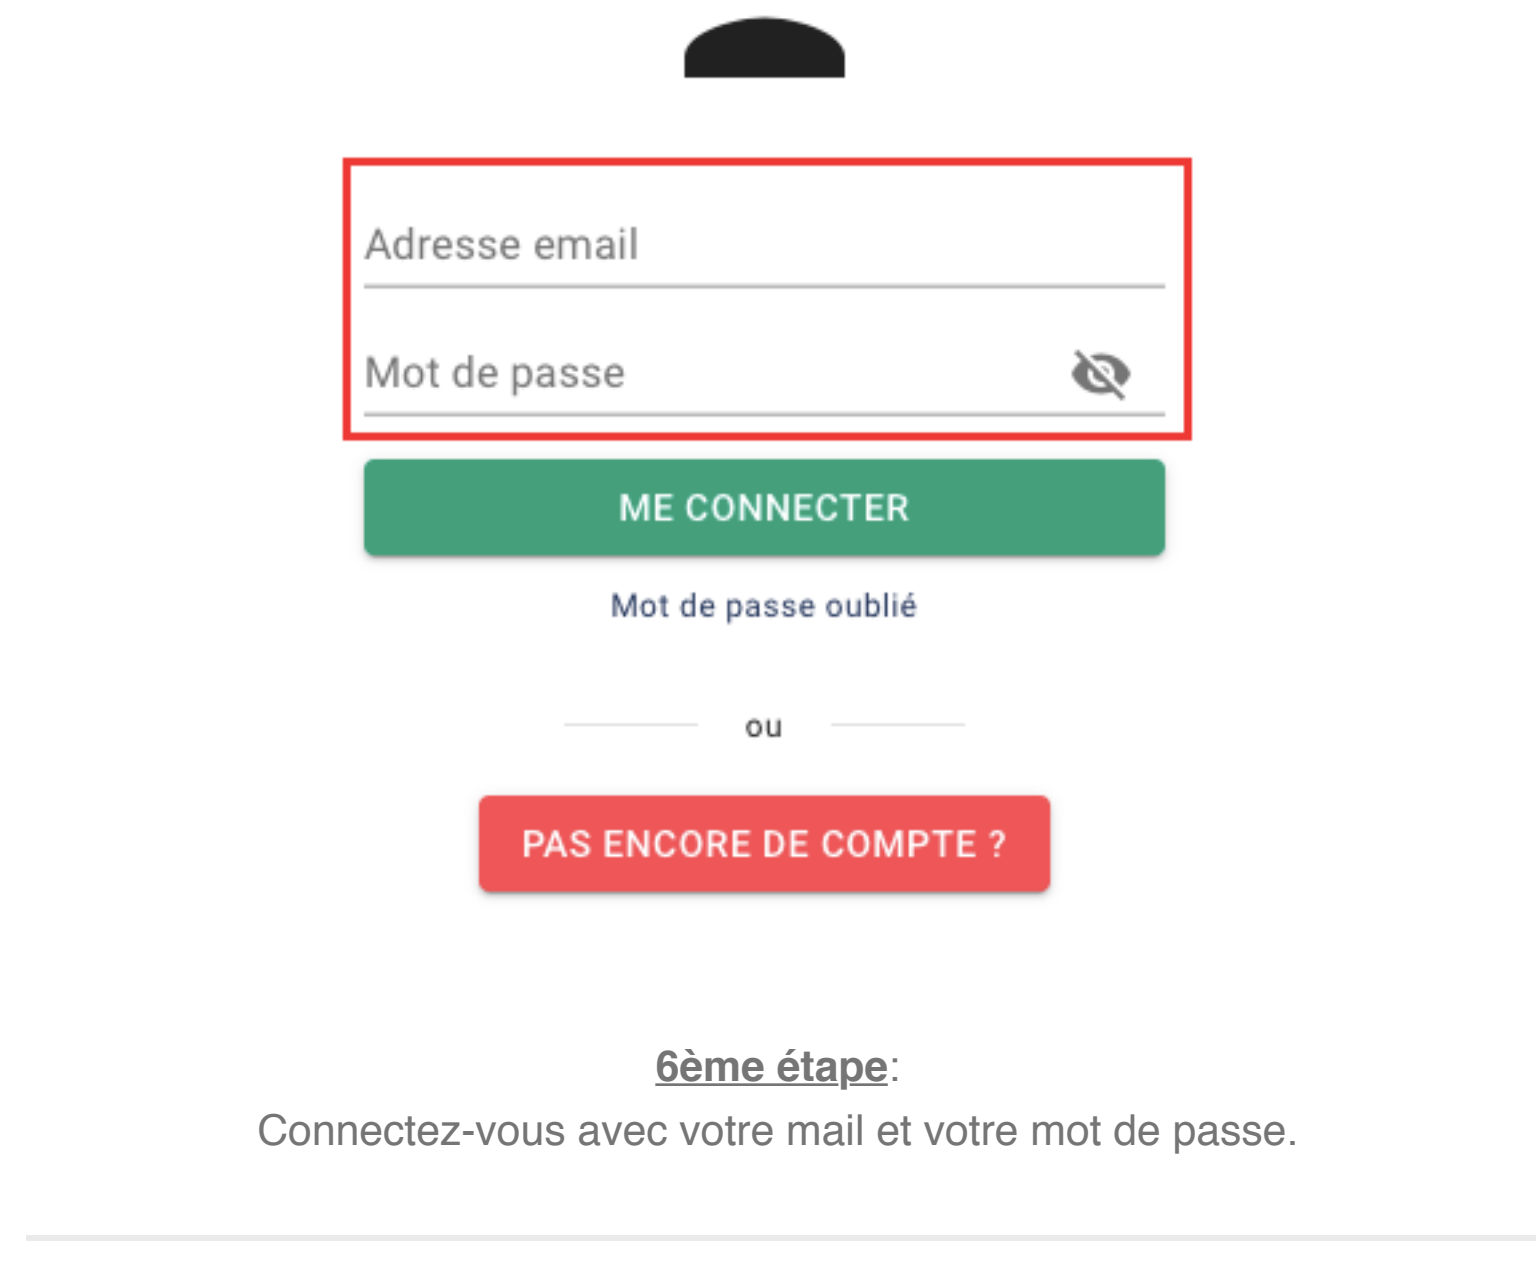 Adresse email
Mot de passe
ME CONNECTER
Mot de passe oublié
ou
PAS ENCORE DE COMPTE ?
6ème étape:
Connectez-vous avec votre mail et votre mot de passe.